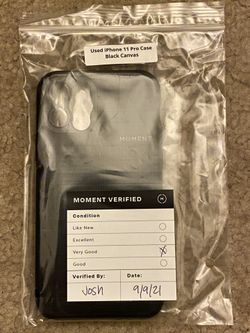 Used iPhone 11 Pro Case
Black Canvas
MOMENT
MOMENT VERIFIED
Condition
Like New
Excellent
Very Good X
Good
Verified By: Date:
Josh 9/9/21